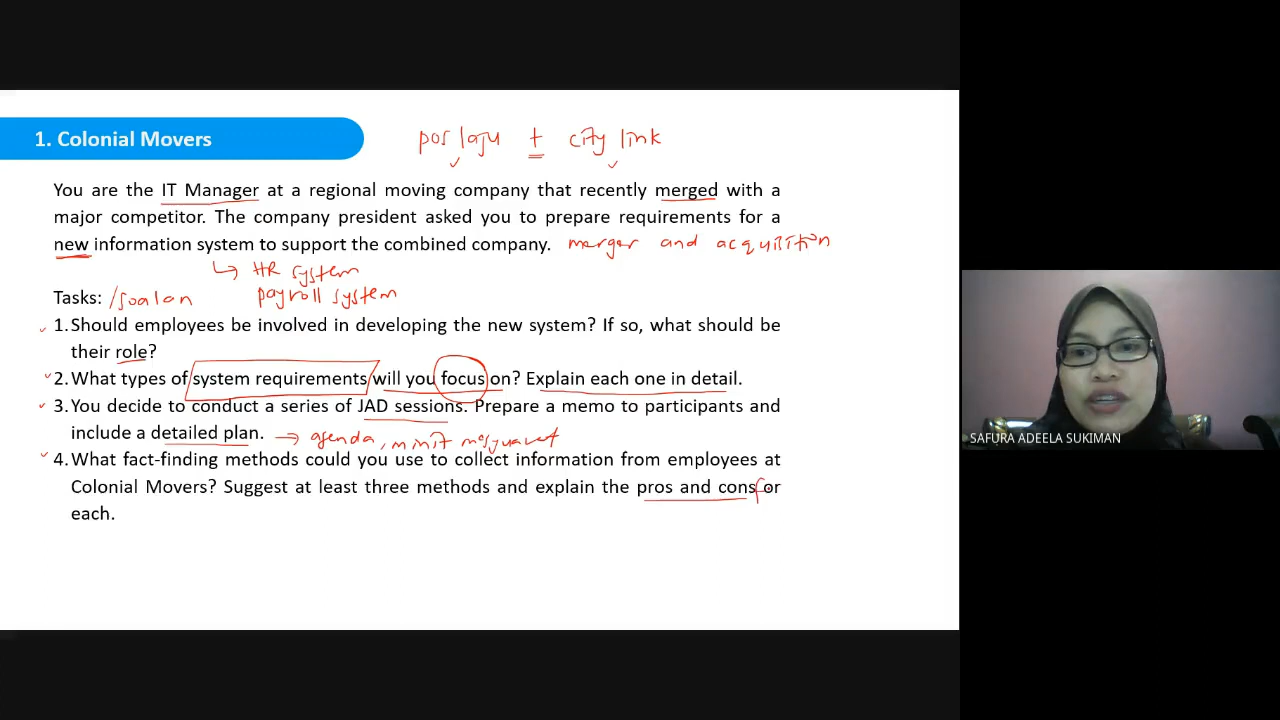 1. Colonial Movers
pos laju + city link
You are the IT Manager at a regional moving company that recently merged with a
major competitor. The company president asked you to prepare requirements for a
new information system to support the combined company. merger and acquisition
↳ HR system
Tasks: /soalan payroll system
1. Should employees be involved in developing the new system? If so, what should be
their role?
2. What types of system requirements will you focus on? Explain each one in detail.
3. You decide to conduct a series of JAD sessions. Prepare a memo to participants and
include a detailed plan. → agenda, minit mesyuarat
4. What fact-finding methods could you use to collect information from employees at
Colonial Movers? Suggest at least three methods and explain the pros and cons for
each.
SAFURA ADEELA SUKIMAN